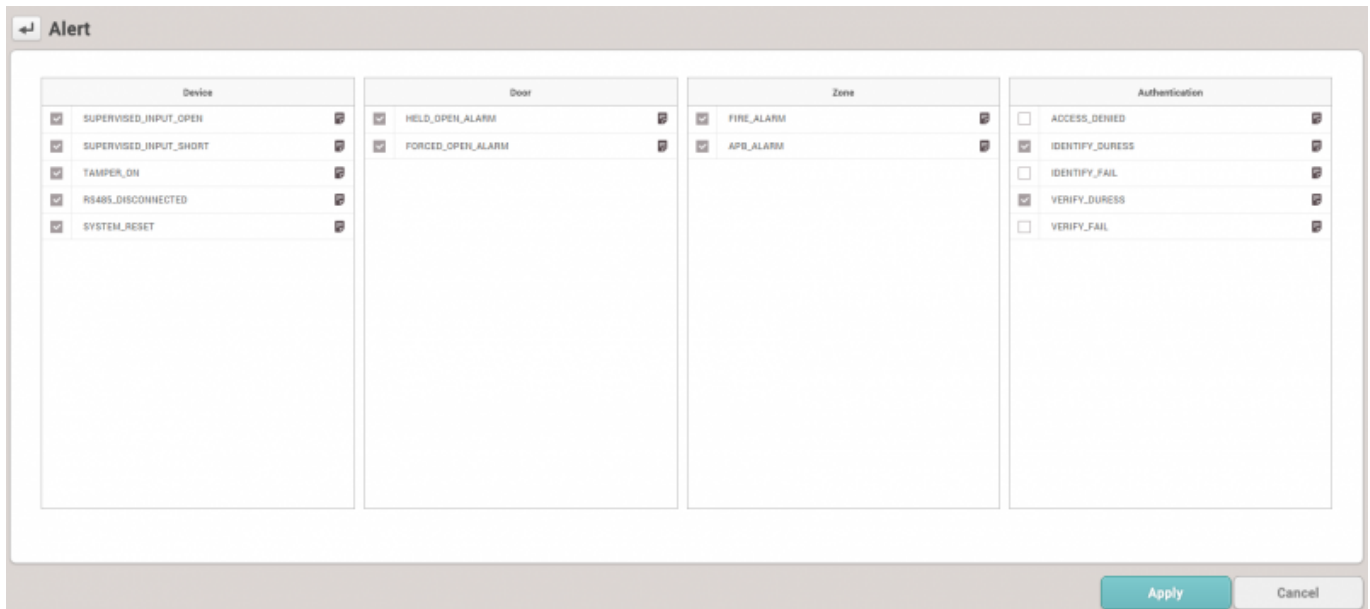 Alert
Device
SUPERVISED_INPUT_OPEN
SUPERVISED_INPUT_SHORT
TAMPER_ON
RS485_DISCONNECTED
SYSTEM_RESET
Door
HELD_OPEN_ALARM
FORCED_OPEN_ALARM
Zone
FIRE_ALARM
APB_ALARM
Authentication
ACCESS_DENIED
IDENTIFY_DURESS
IDENTIFY_FAIL
VERIFY_DURESS
VERIFY_FAIL
Apply
Cancel